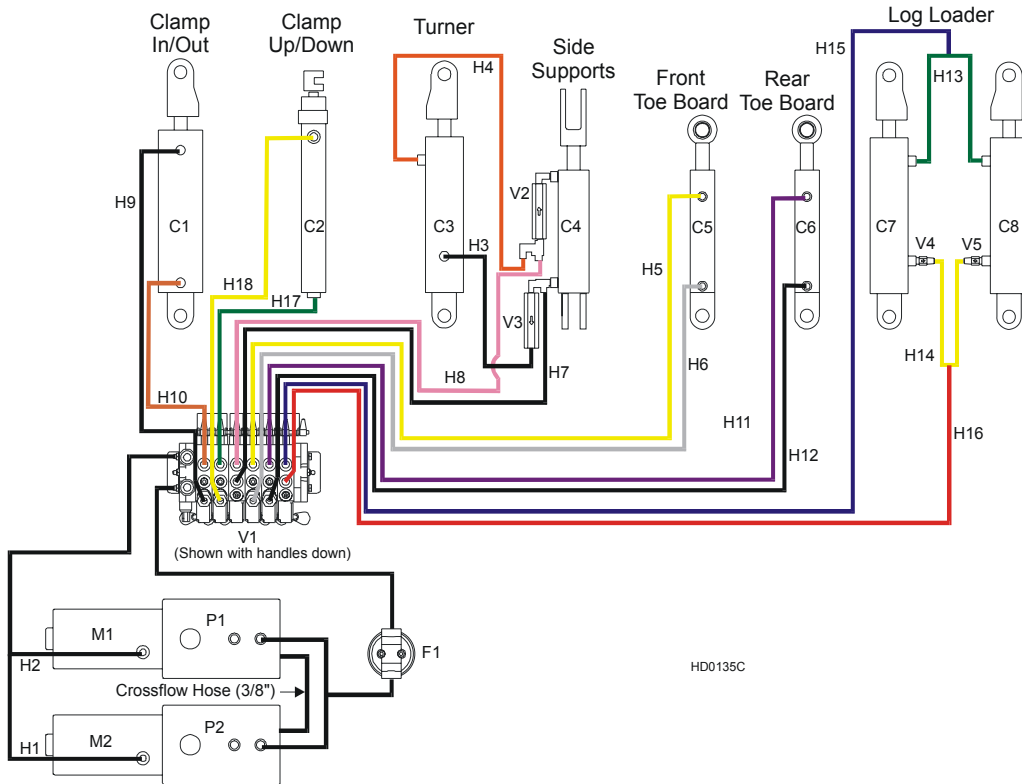 Clamp
In/Out
Clamp
Up/Down
Turner
Side
Supports
Front
Toe Board
Rear
Toe Board
Log Loader
H15
H4
H13
H9
C1
C2
C3
H3
V2
C4
C5
C6
C7
C8
V4
V5
H18
H17
H5
V3
H10
H8
H7
H6
H14
H11
H12
H16
V1
(Shown with handles down)
M1
P1
H2
F1
Crossflow Hose (3/8")
HD0135C
M2
P2
H1